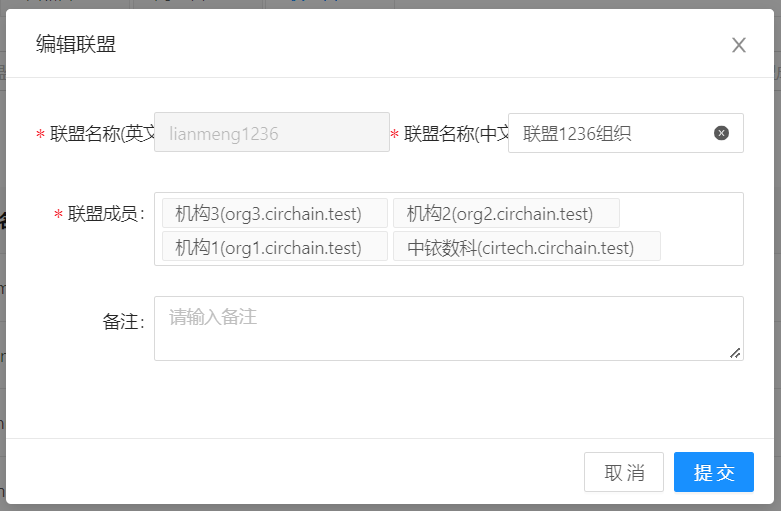 编辑联盟
* 联盟名称(英文 lianmeng1236 * 联盟名称(中文 联盟1236组织
* 联盟成员: 机构3(org3.circhain.test) 机构2(org2.circhain.test)
机构1(org1.circhain.test) 中铱数科(cirtech.circhain.test)
备注: 请输入备注
取 消 提 交